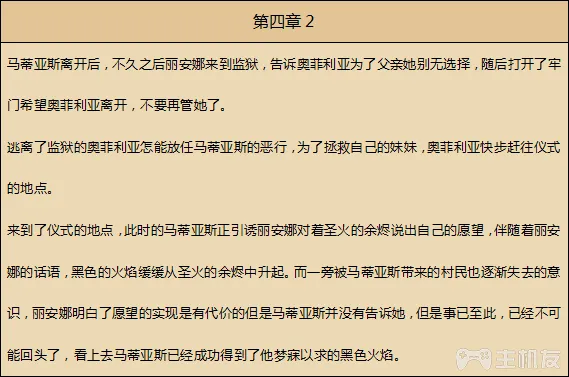 第四章 2
马蒂亚斯离开后，不久之后丽安娜来到监狱，告诉奥菲利亚为了父亲她别无选择，随后打开了牢
门希望奥菲利亚离开，不要再管她了。
逃离了监狱的奥菲利亚怎能放任马蒂亚斯的恶行，为了拯救自己的妹妹，奥菲利亚快步赶往仪式
的地点。
来到了仪式的地点，此时的马蒂亚斯正引诱丽安娜对着圣火的余烬说出自己的愿望，伴随着丽安
娜的话语，黑色的火焰缓缓从圣火的余烬中升起。而一旁被马蒂亚斯带来的村民也逐渐失去的意
识，丽安娜明白了愿望的实现是有代价的但是马蒂亚斯并没有告诉她，但是事已至此，已经不可
能回头了，看上去马蒂亚斯已经成功得到了他梦寐以求的黑色火焰。
主机友